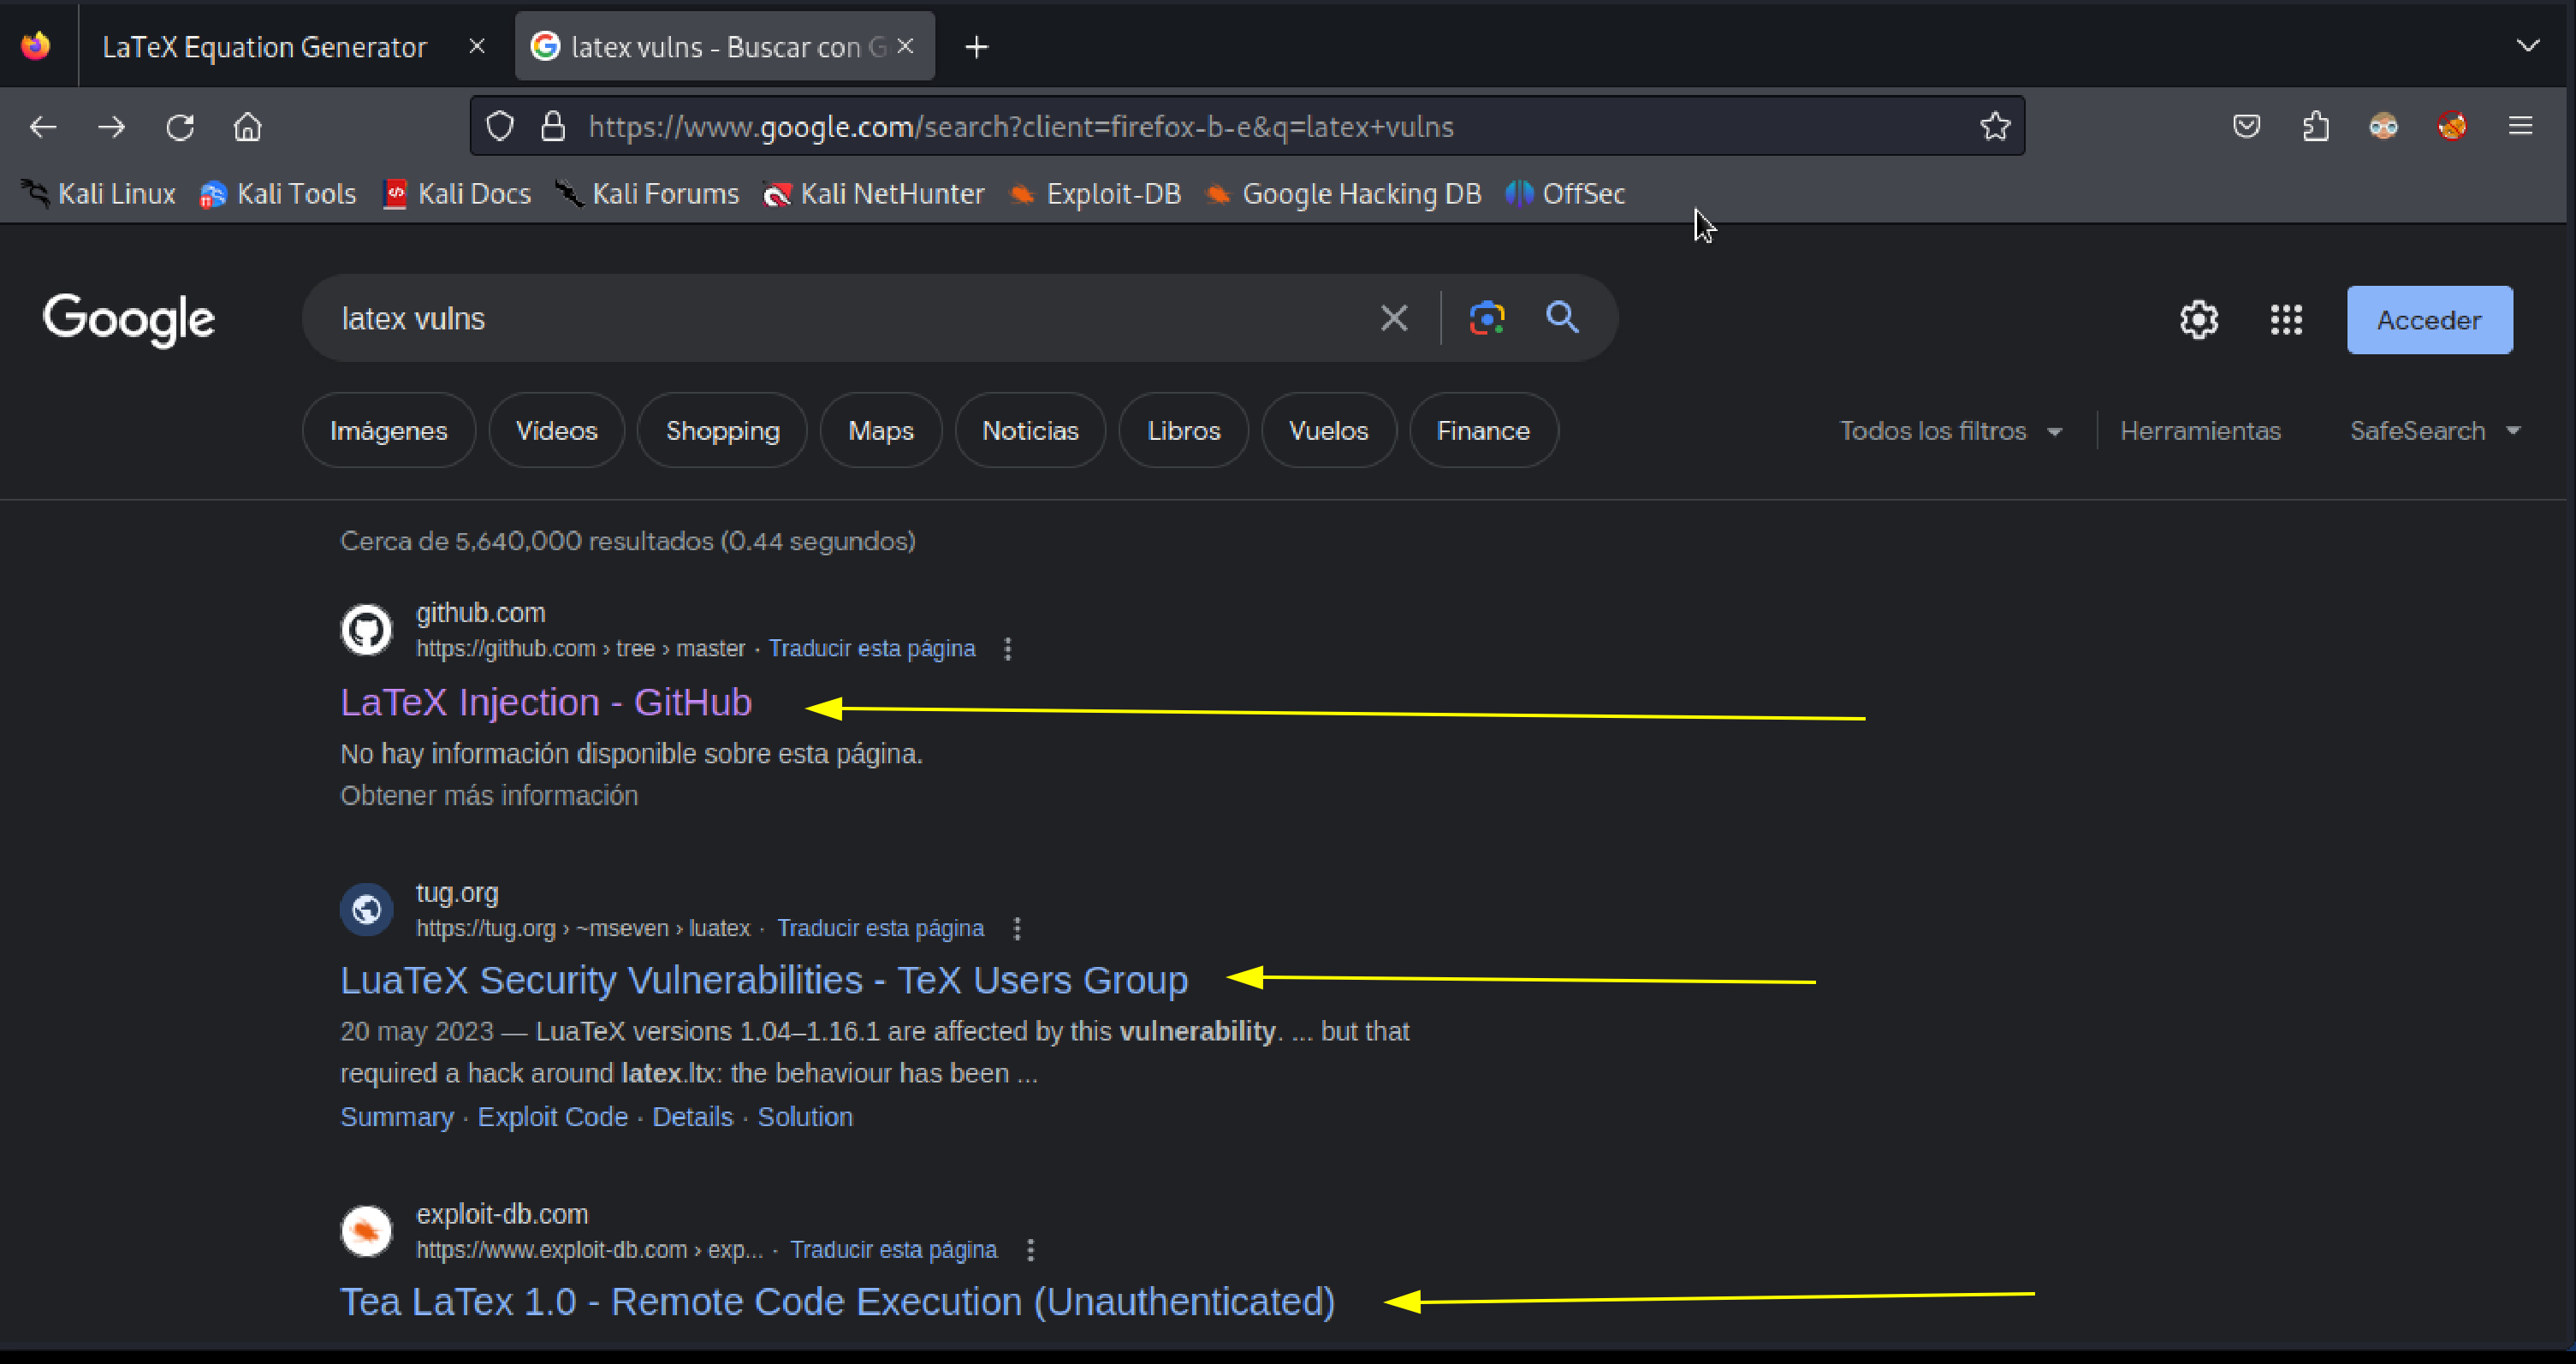 LaTeX Equation Generator
latex vulns - Buscar con G
https://www.google.com/search?client=firefox-b-e&q=latex+vulns
Kali Linux Kali Tools Kali Docs Kali Forums Kali NetHunter Exploit-DB Google Hacking DB OffSec
Google
latex vulns
Acceder
Imágenes Vídeos Shopping Maps Noticias Libros Vuelos Finance
Todos los filtros Herramientas SafeSearch
Cerca de 5,640,000 resultados (0.44 segundos)
github.com
https://github.com › tree › master · Traducir esta página
LaTeX Injection - GitHub
No hay información disponible sobre esta página.
Obtener más información
tug.org
https://tug.org › ~mseven › luatex · Traducir esta página
LuaTeX Security Vulnerabilities - TeX Users Group
20 may 2023 — LuaTeX versions 1.04–1.16.1 are affected by this vulnerability. ... but that
required a hack around latex.ltx: the behaviour has been ...
Summary · Exploit Code · Details · Solution
exploit-db.com
https://www.exploit-db.com › exp... · Traducir esta página
Tea LaTex 1.0 - Remote Code Execution (Unauthenticated)